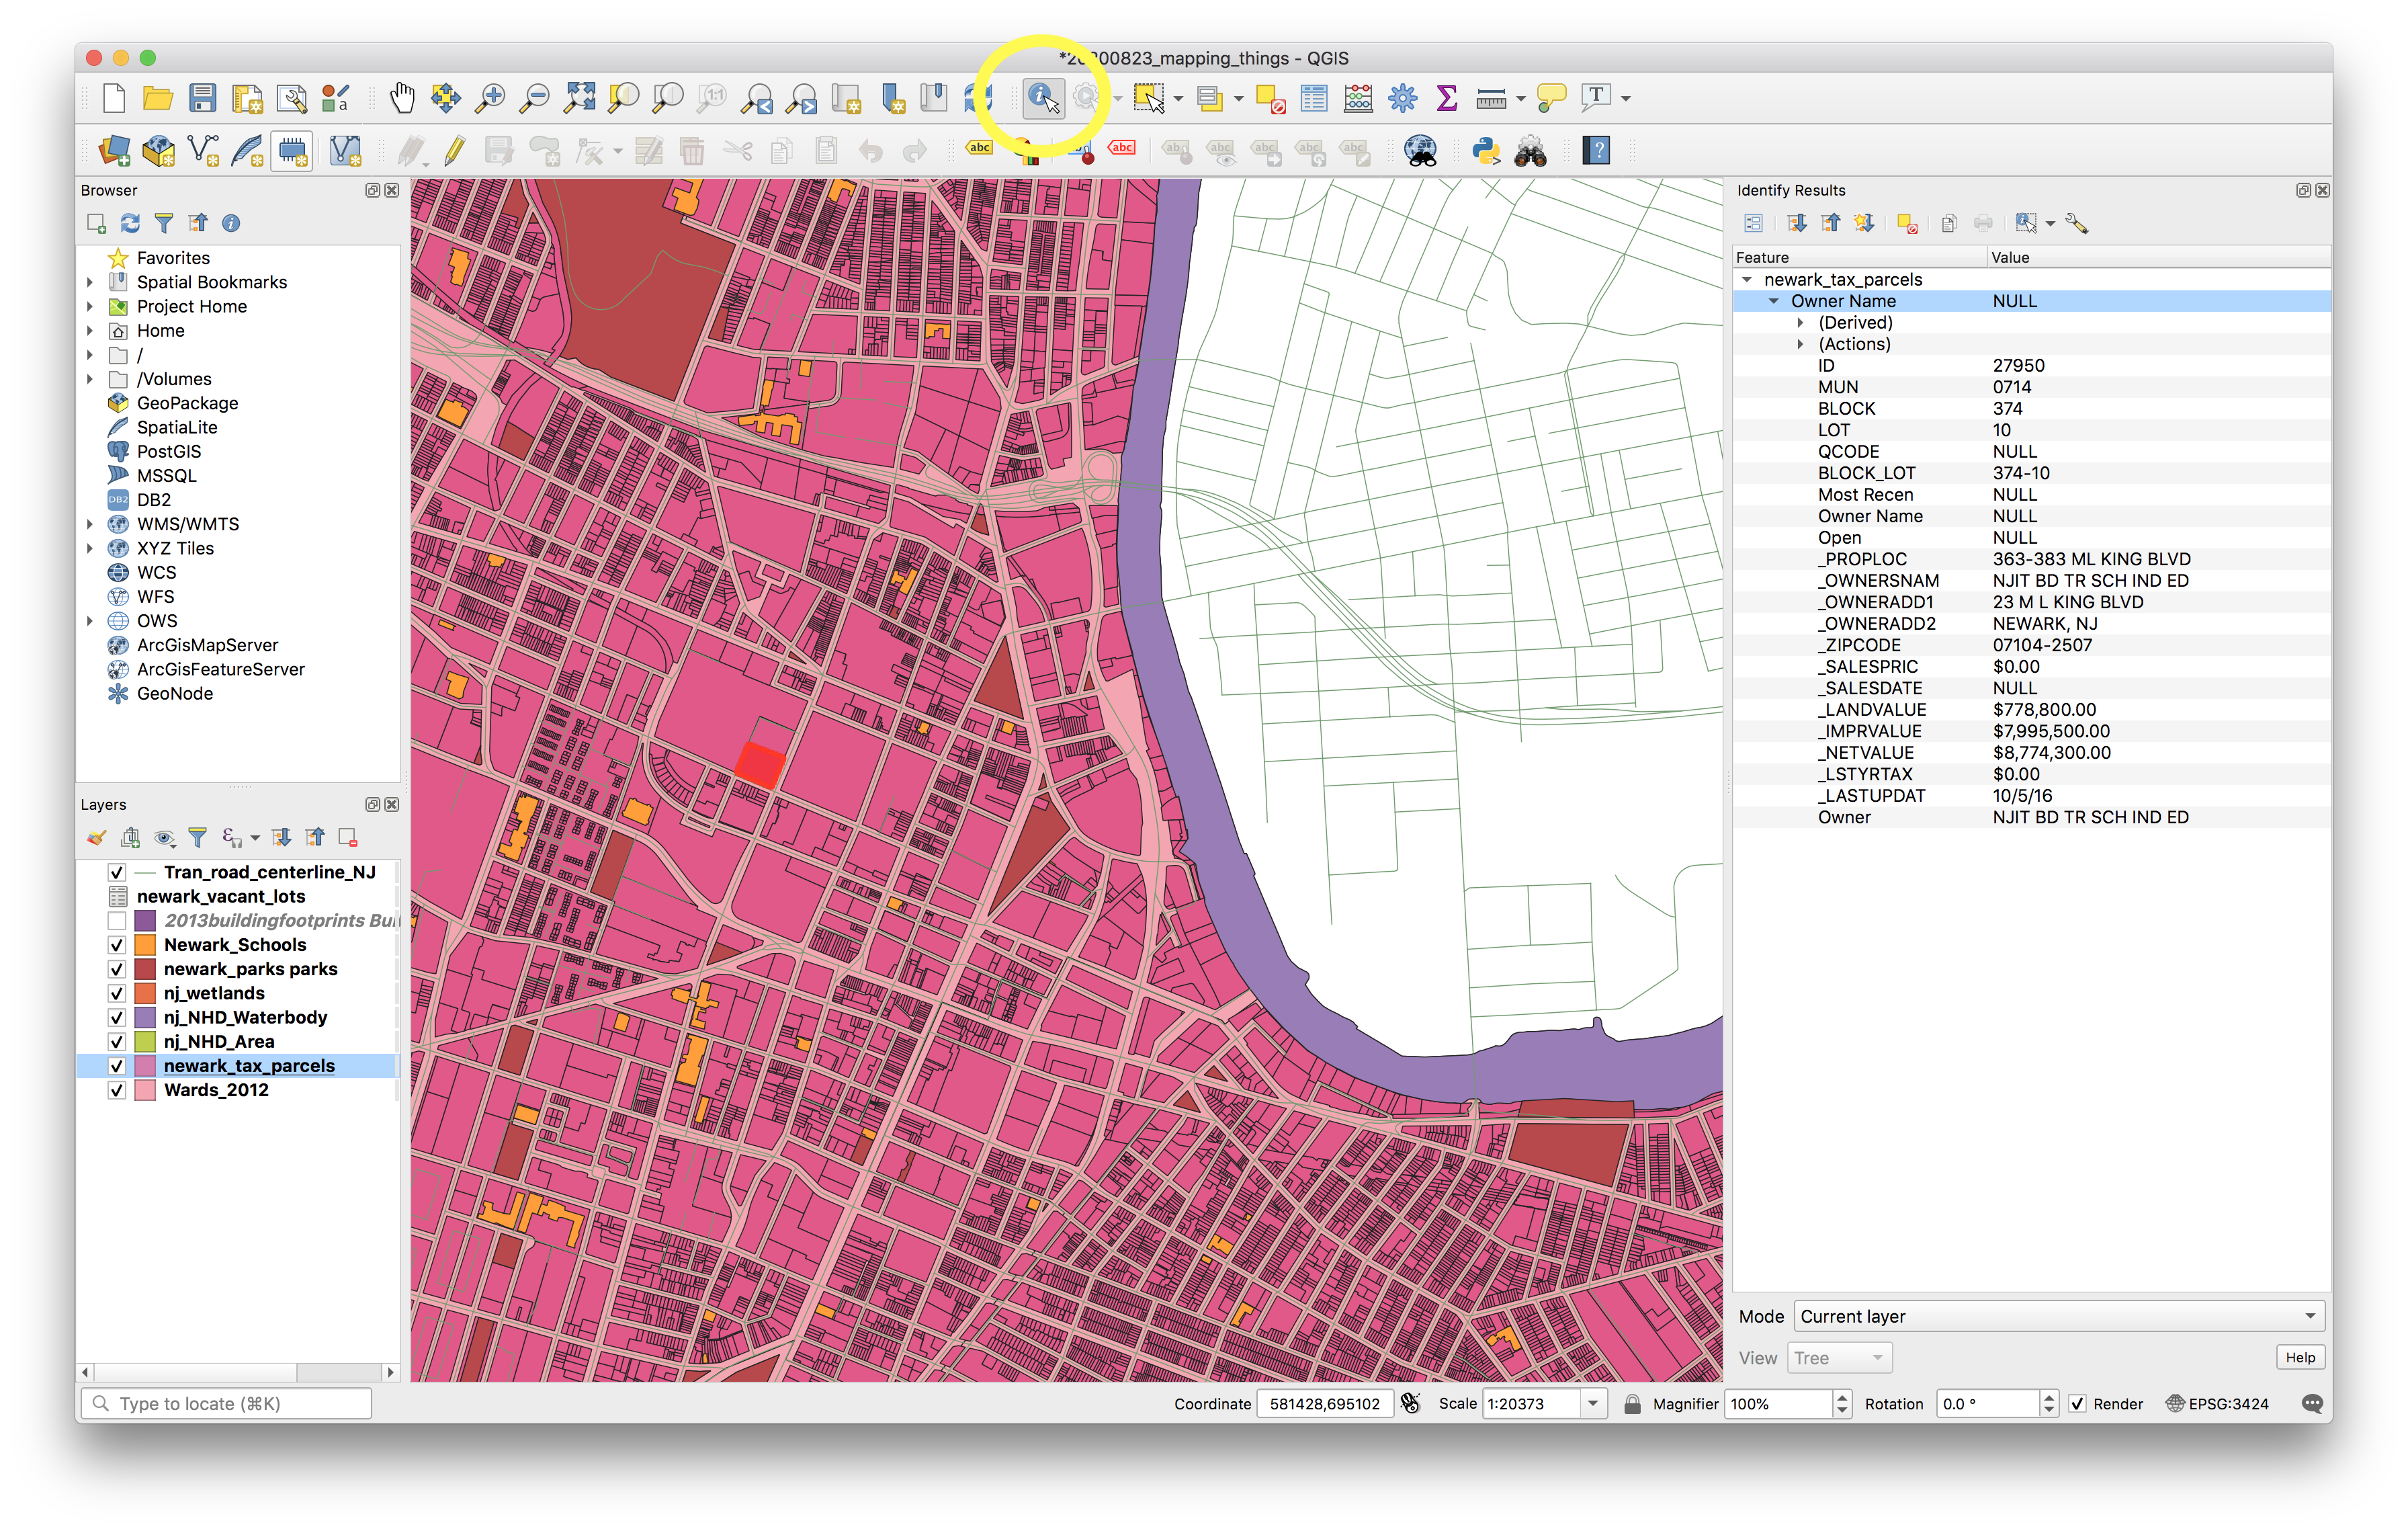 *20200823_mapping_things - QGIS
a
1:1
T
abc
abc
abc
?
Browser
Favorites
Spatial Bookmarks
Project Home
Home
/
/Volumes
GeoPackage
SpatiaLite
PostGIS
MSSQL
DB2 DB2
WMS/WMTS
XYZ Tiles
WCS
WFS
OWS
ArcGisMapServer
ArcGisFeatureServer
GeoNode
Layers
Tran_road_centerline_NJ
newark_vacant_lots
2013buildingfootprints Bui
Newark_Schools
newark_parks parks
nj_wetlands
nj_NHD_Waterbody
nj_NHD_Area
newark_tax_parcels
Wards_2012
Identify Results
Feature Value
newark_tax_parcels
Owner Name NULL
(Derived)
(Actions)
ID 27950
MUN 0714
BLOCK 374
LOT 10
QCODE NULL
BLOCK_LOT 374-10
Most Recen NULL
Owner Name NULL
Open NULL
_PROPLOC 363-383 ML KING BLVD
_OWNERSNAM NJIT BD TR SCH IND ED
_OWNERADD1 23 M L KING BLVD
_OWNERADD2 NEWARK, NJ
_ZIPCODE 07104-2507
_SALESPRIC $0.00
_SALESDATE NULL
_LANDVALUE $778,800.00
_IMPRVALUE $7,995,500.00
_NETVALUE $8,774,300.00
_LSTYRTAX $0.00
_LASTUPDAT 10/5/16
Owner NJIT BD TR SCH IND ED
Mode Current layer
View Tree Help
Type to locate (⌘K) Coordinate 581428,695102 Scale 1:20373 Magnifier 100% Rotation 0.0 ° Render EPSG:3424